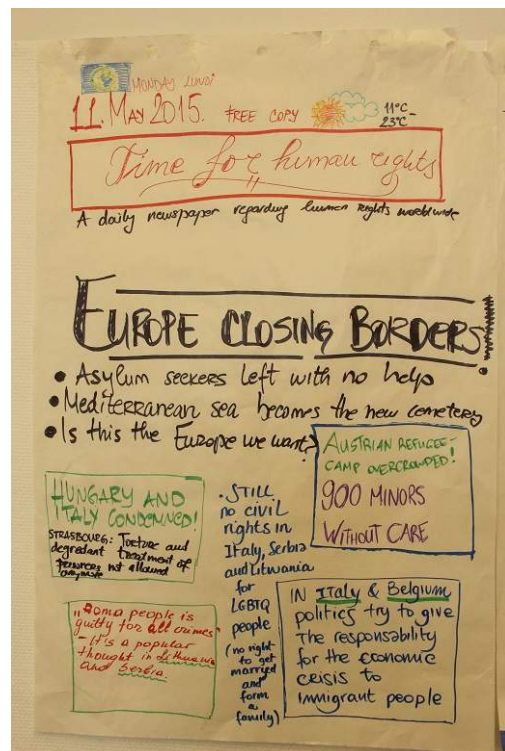 MONDAY LUNDI
11. MAY 2015. FREE COPY 11°C - 23°C
Time for human rights
A daily newspaper regarding human rights worldwide
EUROPE CLOSING BORDERS!
• Asylum seekers left with no help
• Mediterranean sea becomes the new cemetery
• Is this the Europe we want?
AUSTRIAN REFUGEE-
CAMP OVERCROWDED!
900 MINORS
WITHOUT CARE
HUNGARY AND
ITALY CONDEMNED!
STRASBOURG: Torture and
degradant treatment of
prisoners not allowed
anymore
• STILL
no civil
rights in
Italy, Serbia
and Lithwania
for
LGBTQ
people
(no right
to get
married
and
form
a
family)
„Roma people is
guilty for all crimes"
- It's a popular
thought in Lithuania
and Serbia.
IN Italy & Belgium
politics try to give
The responsability
for the economic
crisis to
immigrant people